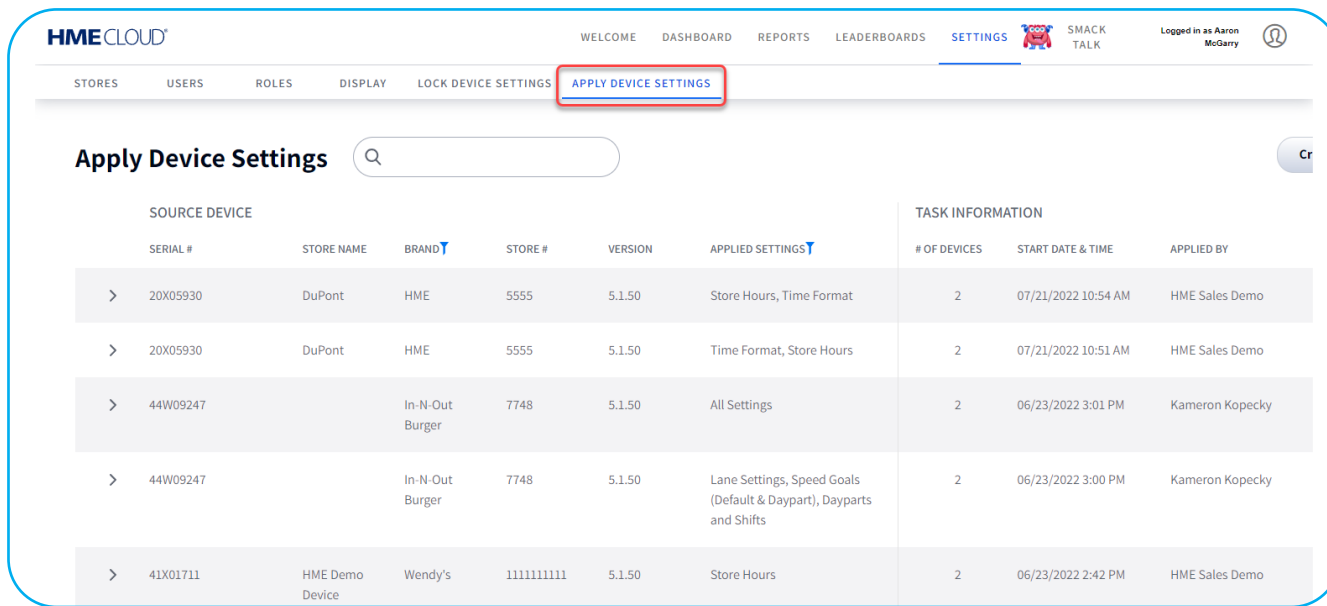 HME CLOUD®
WELCOME DASHBOARD REPORTS LEADERBOARDS SETTINGS SMACK TALK Logged in as Aaron McGarry
STORES USERS ROLES DISPLAY LOCK DEVICE SETTINGS APPLY DEVICE SETTINGS
Apply Device Settings
Cr
SOURCE DEVICE TASK INFORMATION
SERIAL # STORE NAME BRAND STORE # VERSION APPLIED SETTINGS # OF DEVICES START DATE & TIME APPLIED BY
20X05930 DuPont HME 5555 5.1.50 Store Hours, Time Format 2 07/21/2022 10:54 AM HME Sales Demo
20X05930 DuPont HME 5555 5.1.50 Time Format, Store Hours 2 07/21/2022 10:51 AM HME Sales Demo
44W09247 In-N-Out 7748 5.1.50 All Settings 2 06/23/2022 3:01 PM Kameron Kopecky
Burger
44W09247 In-N-Out 7748 5.1.50 Lane Settings, Speed Goals 2 06/23/2022 3:00 PM Kameron Kopecky
Burger (Default & Daypart), Dayparts
and Shifts
41X01711 HME Demo Wendy's 1111111111 5.1.50 Store Hours 2 06/23/2022 2:42 PM HME Sales Demo
Device